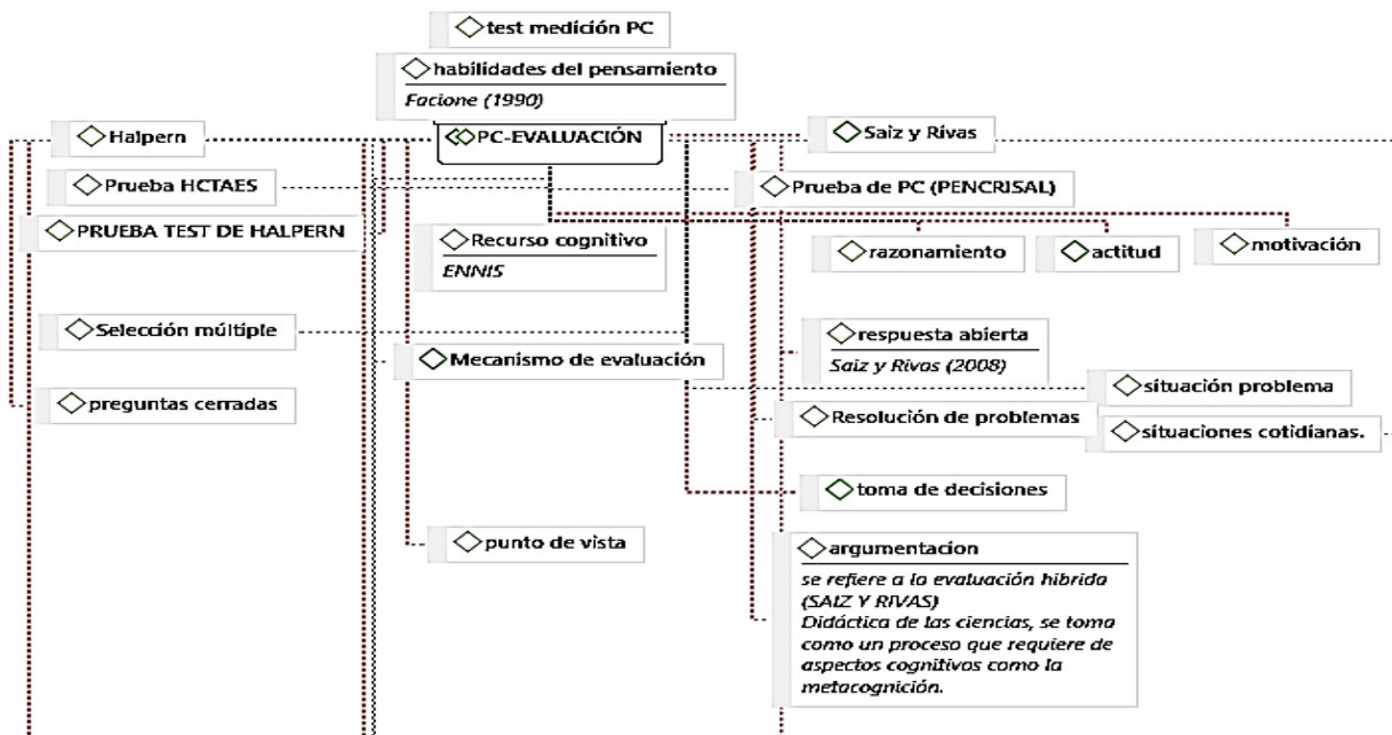 test medición PC
habilidades del pensamiento
Facione (1990)
PC-EVALUACIÓN
Halpern
Prueba HCTAES
PRUEBA TEST DE HALPERN
Selección múltiple
preguntas cerradas
Recurso cognitivo
ENNIS
Mecanismo de evaluación
punto de vista
Saiz y Rivas
Prueba de PC (PENCRISAL)
razonamiento
actitud
motivación
respuesta abierta
Saiz y Rivas (2008)
situación problema
Resolución de problemas
situaciones cotidianas.
toma de decisiones
argumentacion
se refiere a la evaluación hibrida
(SAIZ Y RIVAS)
Didáctica de las ciencias, se toma
como un proceso que requiere de
aspectos cognitivos como la
metacognición.